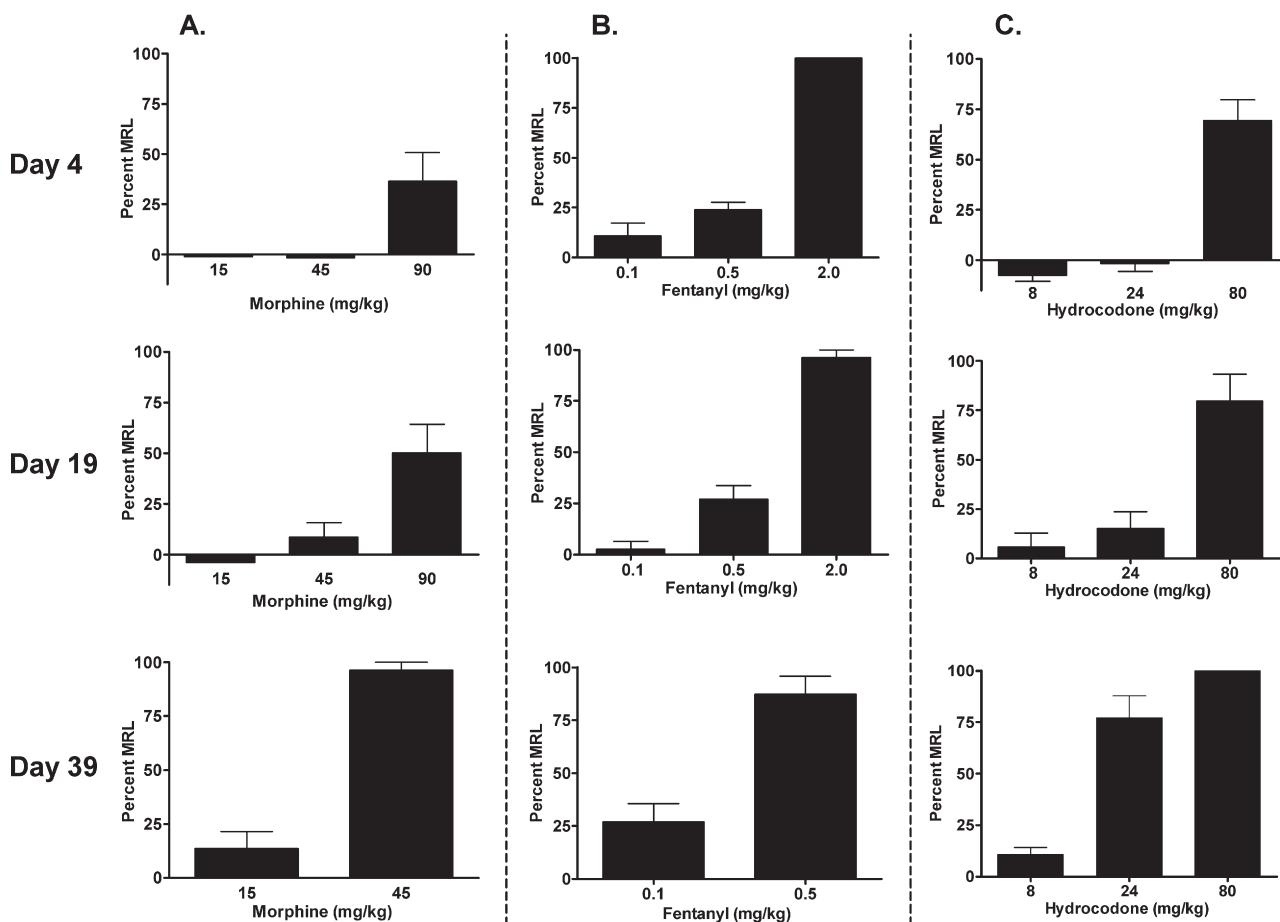 A.
B.
C.
Day 4
Percent MRL
100
75
50
25
0
15 45 90
Morphine (mg/kg)
Percent MRL
100
75
50
25
0
0.1 0.5 2.0
Fentanyl (mg/kg)
Percent MRL
100
75
50
25
0
8 24 80
Hydrocodone (mg/kg)
Day 19
Percent MRL
100
75
50
25
0
15 45 90
Morphine (mg/kg)
Percent MRL
100
75
50
25
0
0.1 0.5 2.0
Fentanyl (mg/kg)
Percent MRL
100
75
50
25
0
8 24 80
Hydrocodone (mg/kg)
Day 39
Percent MRL
100
75
50
25
0
15 45
Morphine (mg/kg)
Percent MRL
100
75
50
25
0
0.1 0.5
Fentanyl (mg/kg)
Percent MRL
100
75
50
25
0
8 24 80
Hydrocodone (mg/kg)